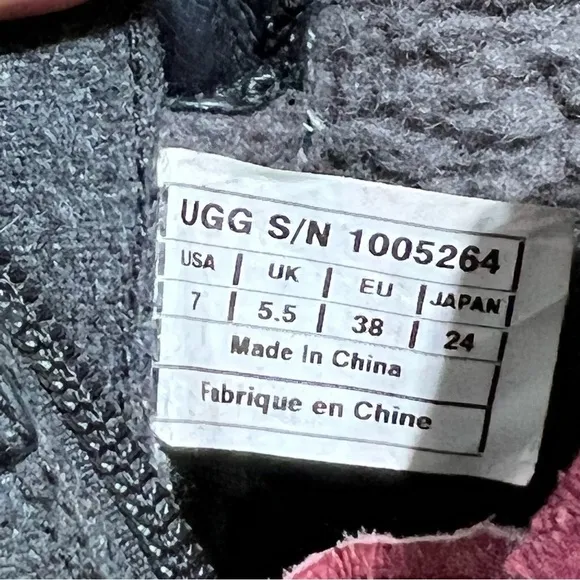 UGG S/N 1005264
USA | UK | EU | JAPAN
7 | 5.5 | 38 | 24
Made In China
Fabrique en Chine